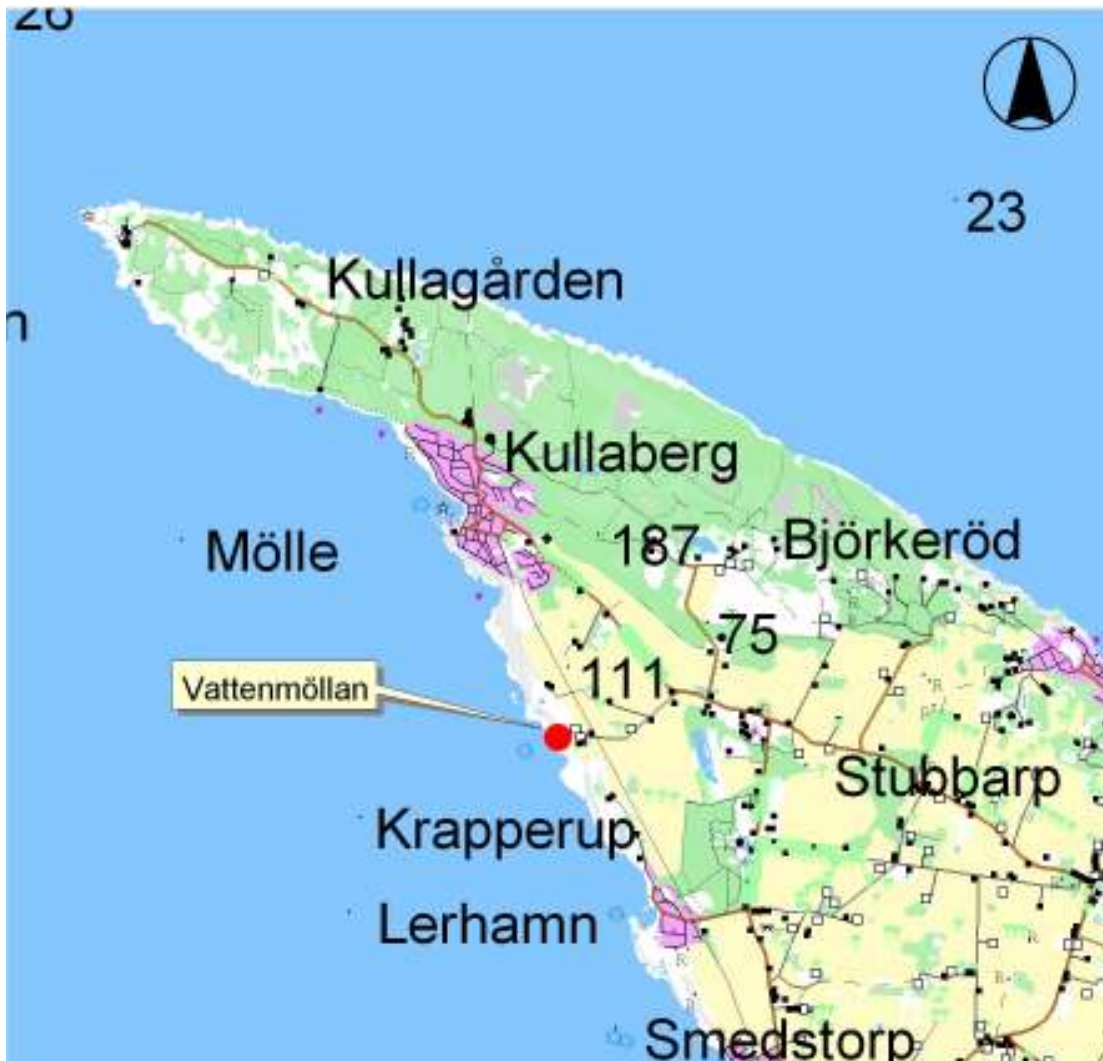 26
23
Kullagården
n
Kullaberg
187
Björkeröd
Mölle
75
111
Vattenmöllan
Stubbarp
Krapperup
Lerhamn
Smedstorp